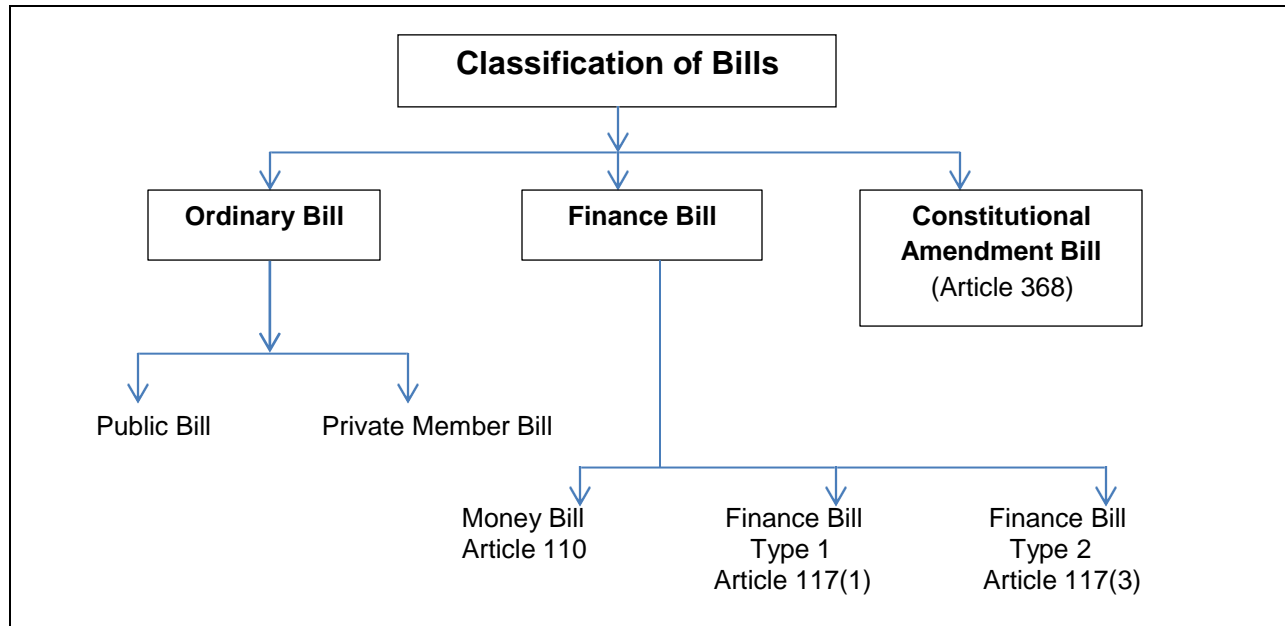 Classification of Bills
Ordinary Bill
Finance Bill
Constitutional
Amendment Bill
(Article 368)
Public Bill
Private Member Bill
Money Bill
Article 110
Finance Bill
Type 1
Article 117(1)
Finance Bill
Type 2
Article 117(3)